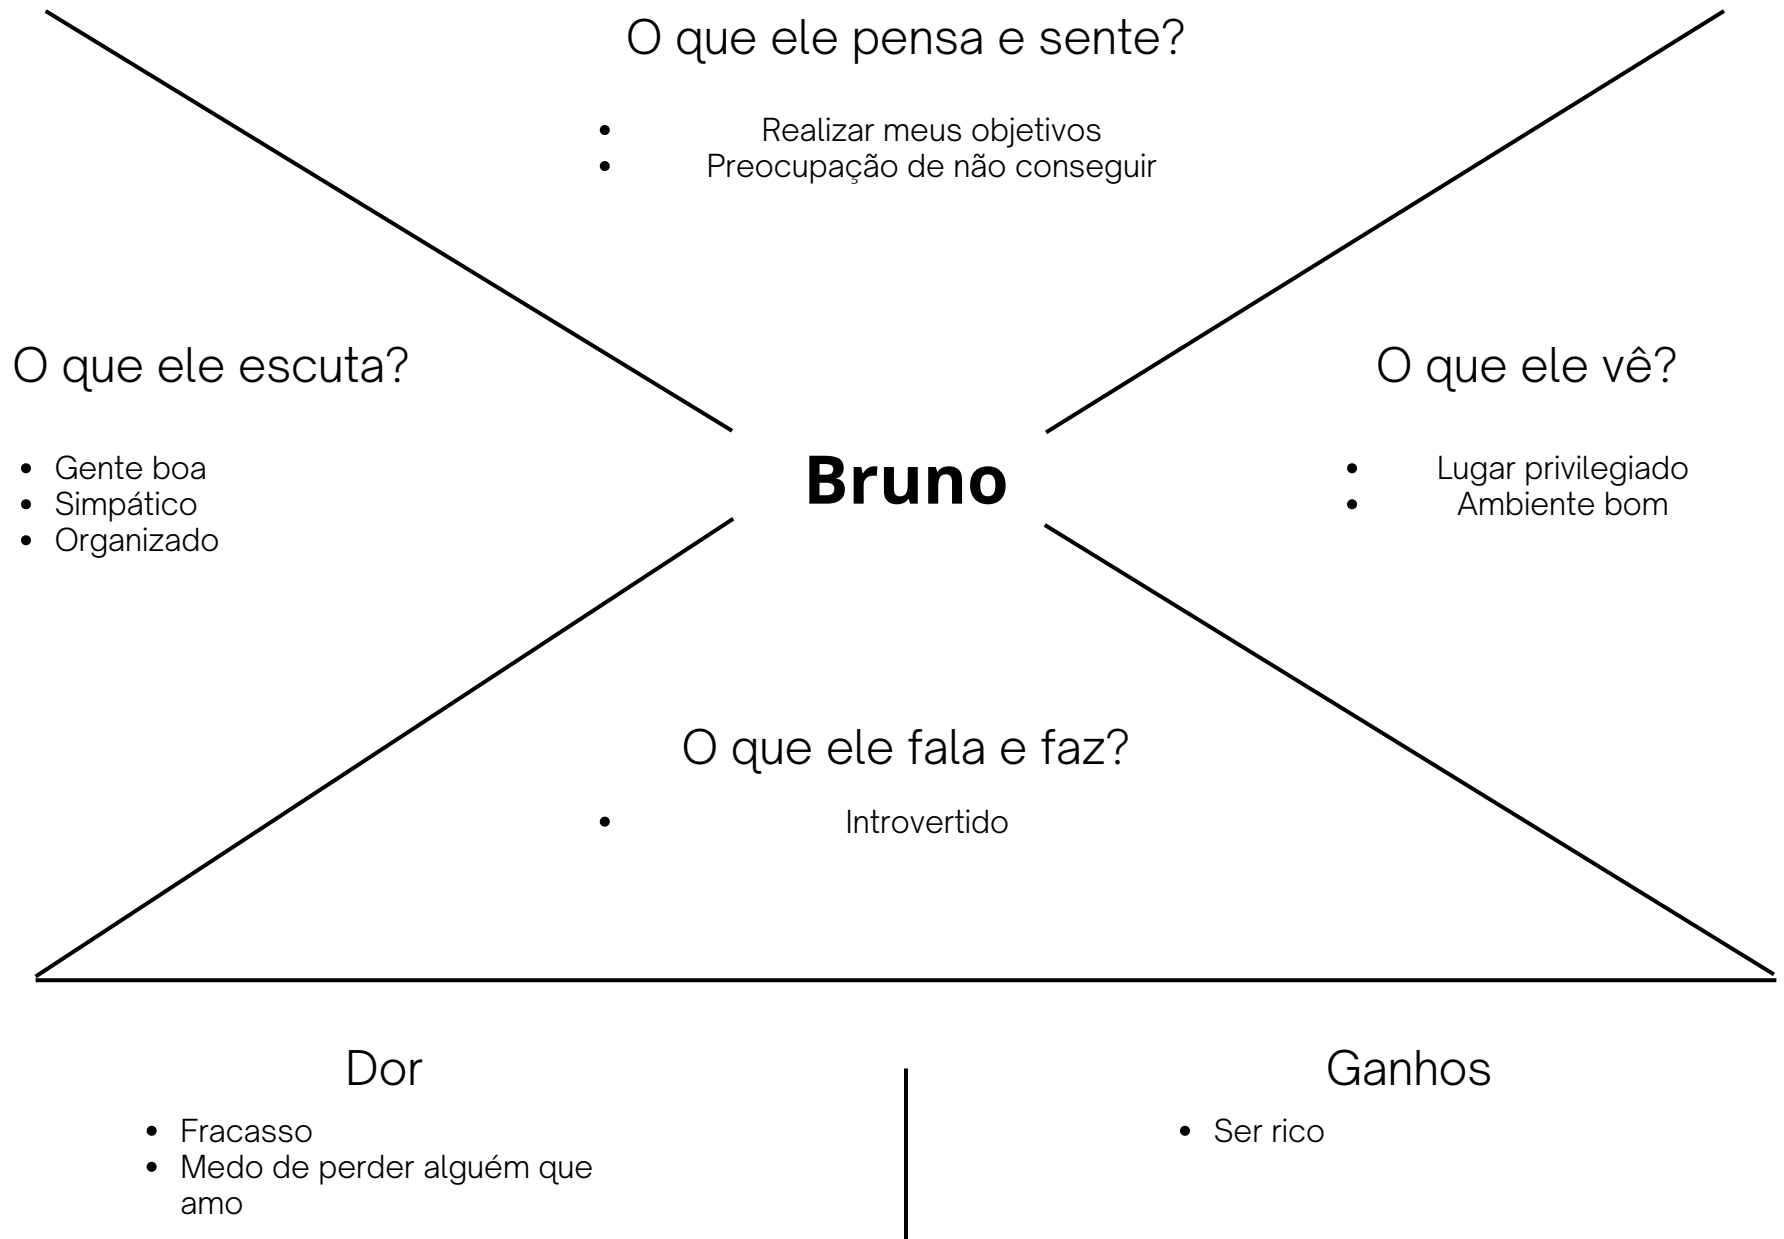 O que ele pensa e sente?
• Realizar meus objetivos
• Preocupação de não conseguir
O que ele escuta?
• Gente boa
• Simpático
• Organizado
O que ele vê?
• Lugar privilegiado
• Ambiente bom
Bruno
O que ele fala e faz?
• Introvertido
Dor
• Fracasso
• Medo de perder alguém que
amo
Ganhos
• Ser rico